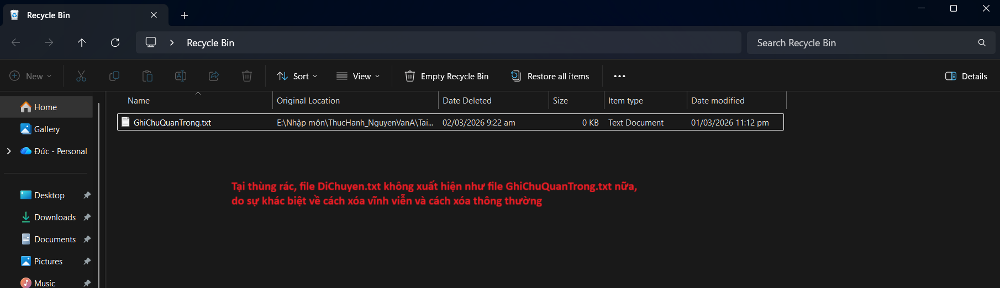 Recycle Bin
Recycle Bin
Search Recycle Bin
New
Sort
View
Empty Recycle Bin
Restore all items
Details
Name
Original Location
Date Deleted
Size
Item type
Date modified
Home
GhiChuQuanTrong.txt
E:\Nhập môn\ThucHanh_NguyenVanA\Tai...
02/03/2026 9:22 am
0 KB
Text Document
01/03/2026 11:12 pm
Gallery
Đức - Personal
Tại thùng rác, file DiChuyen.txt không xuất hiện như file GhiChuQuanTrong.txt nữa,
do sự khác biệt về cách xóa vĩnh viễn và cách xóa thông thường
Desktop
Downloads
Documents
Pictures
Music